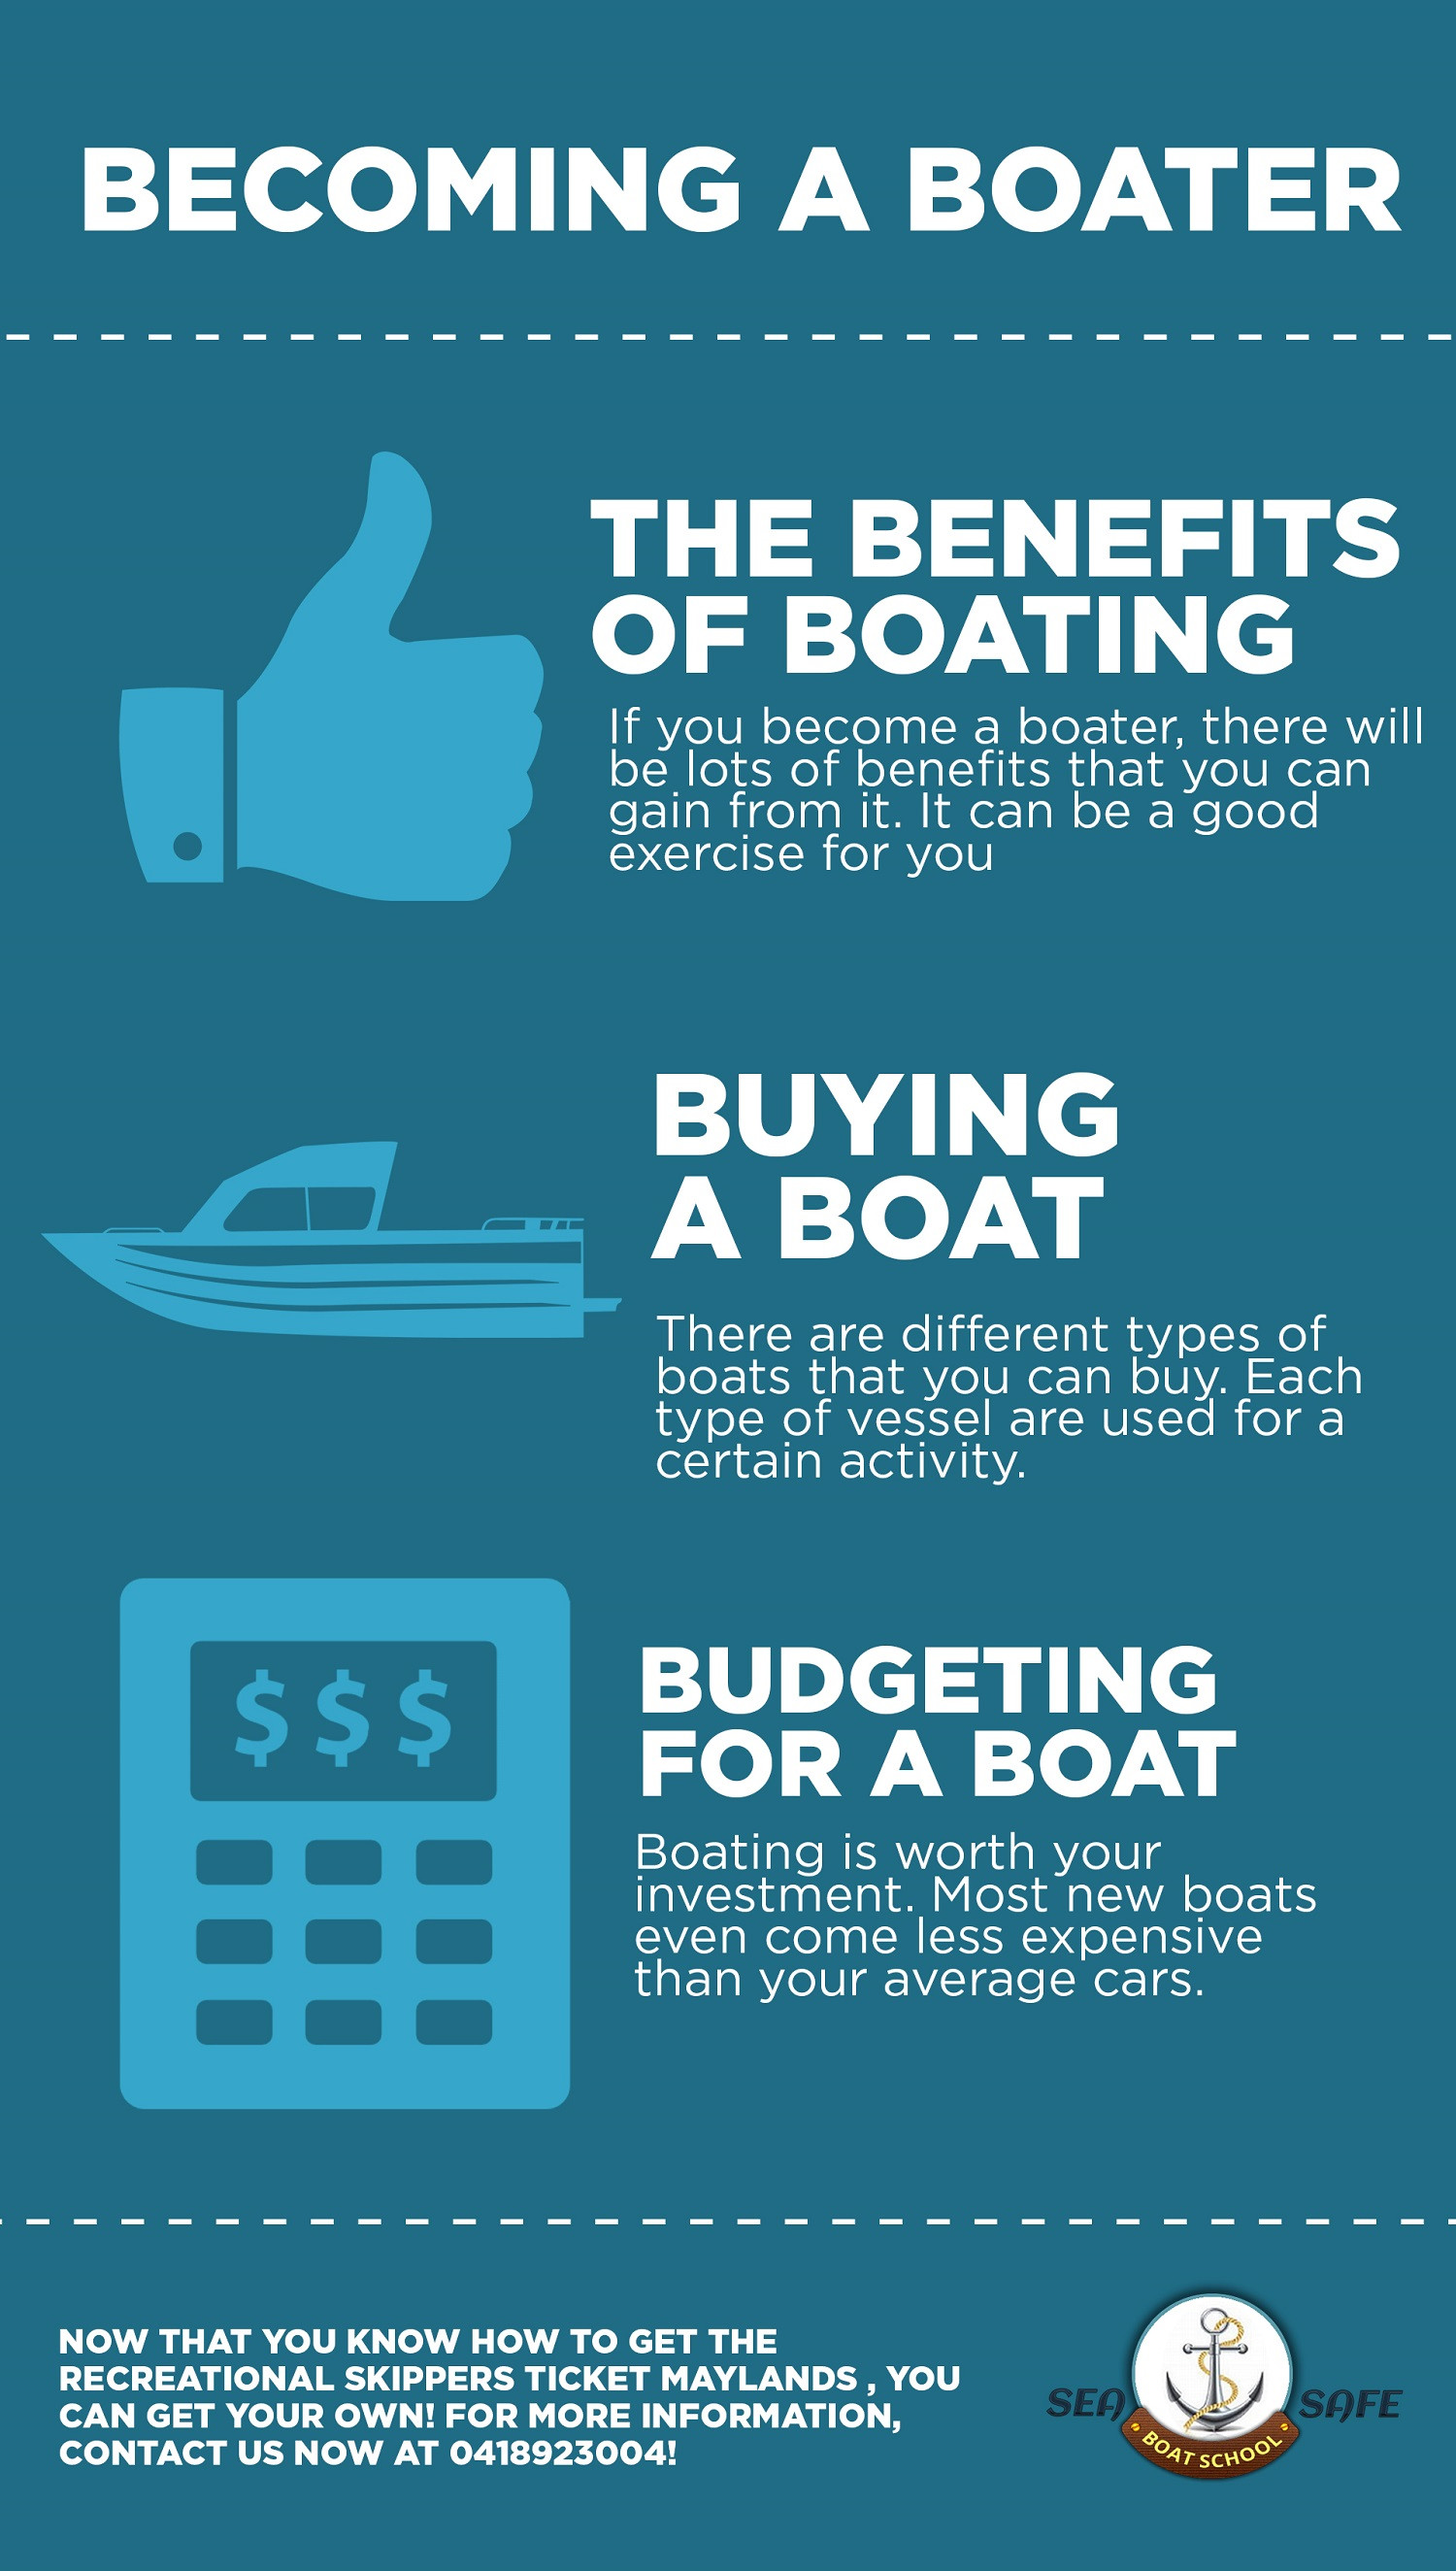 BECOMING A BOATER
THE BENEFITS
OF BOATING
If you become a boater, there will
be lots of benefits that you can
gain from it. It can be a good
exercise for you
BUYING
A BOAT
There are different types of
boats that you can buy. Each
type of vessel are used for a
certain activity.
$ $ $
BUDGETING
FOR A BOAT
Boating is worth your
investment. Most new boats
even come less expensive
than your average cars.
NOW THAT YOU KNOW HOW TO GET THE
RECREATIONAL SKIPPERS TICKET MAYLANDS , YOU
CAN GET YOUR OWN! FOR MORE INFORMATION,
CONTACT US NOW AT 0418923004!
SEA SAFE
BOAT SCHOOL